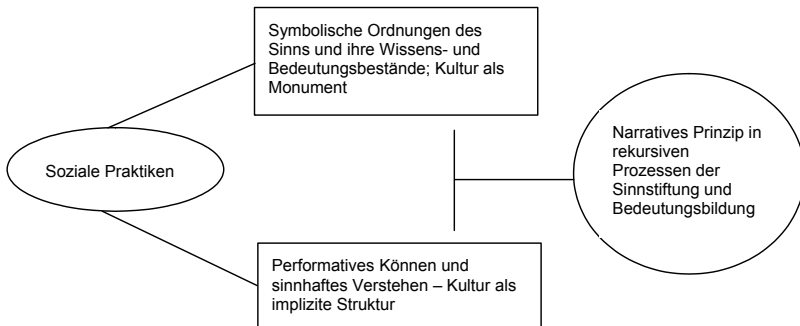 Symbolische Ordnungen des
Sinns und ihre Wissens- und
Bedeutungsbestände; Kultur als
Monument
Soziale Praktiken
Narratives Prinzip in
rekursiven
Prozessen der
Sinnstiftung und
Bedeutungsbildung
Performatives Können und
sinnhaftes Verstehen – Kultur als
implizite Struktur